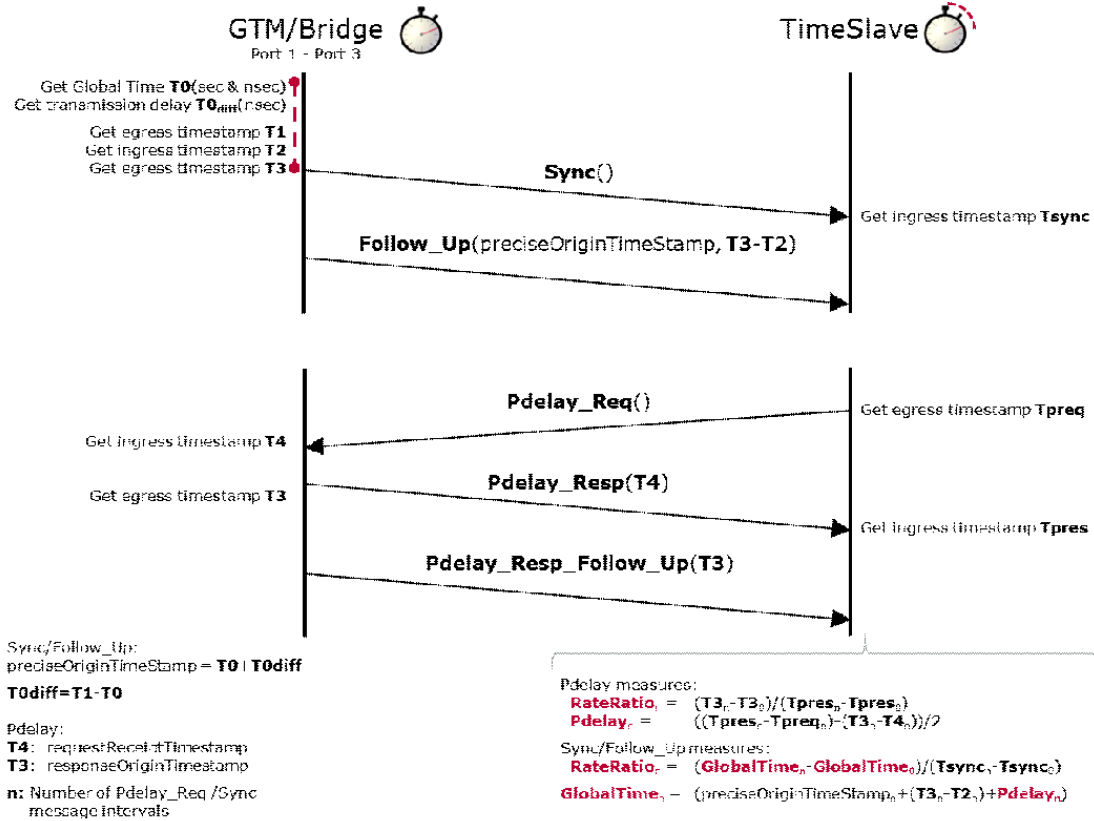 GTM/Bridge
Port 1 - Port 3
TimeSlave
Get Global Time T0(sec & nsec)
Get transmission delay T0diff(nsec)
Get egress timestamp T1
Get ingress timestamp T2
Get egress timestamp T3
Sync()
Get ingress timestamp Tsync
Follow_Up(preciseOriginTimeStamp, T3-T2)
Pdelay_Req()
Get egress timestamp Tpreq
Get ingress timestamp T4
Pdelay_Resp(T4)
Get egress timestamp T3
Get ingress timestamp Tpres
Pdelay_Resp_Follow_Up(T3)
Sync/Follow_Up:
preciseOriginTimeStamp = T0 T0diff
T0diff=T1-T0
Pdelay:
T4: requestReceiptTimestamp
T3: responseOriginTimestamp
n: Number of Pdelay_Req /Sync
message intervals
Pdelay measures:
RateRatio = (T3n-T30)/(Tpresn-Tpres0)
Pdelay = ((Tpres-Tpreqn)-(T3n-T4n))/2
Sync/Follow_Up measures:
RateRatio = (GlobalTimen-GlobalTime0)/(Tsyncn-Tsync0)
GlobalTimen = (preciseOriginTimeStampn+(T3n-T2n)+Pdelayn)